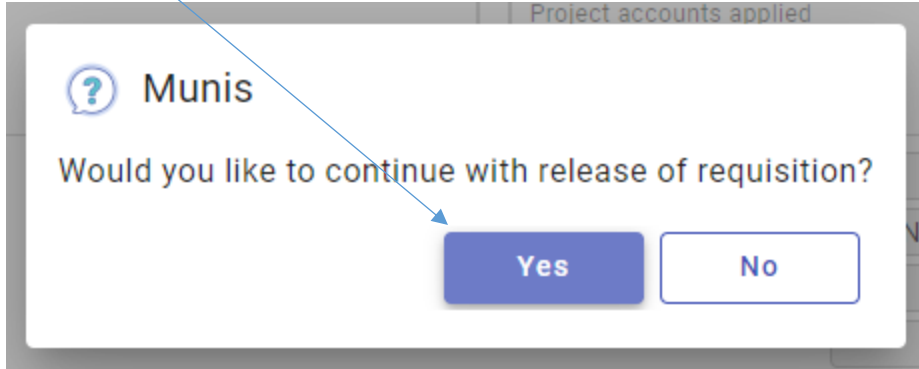 Project accounts applied
Munis
Would you like to continue with release of requisition?
Yes
No
N